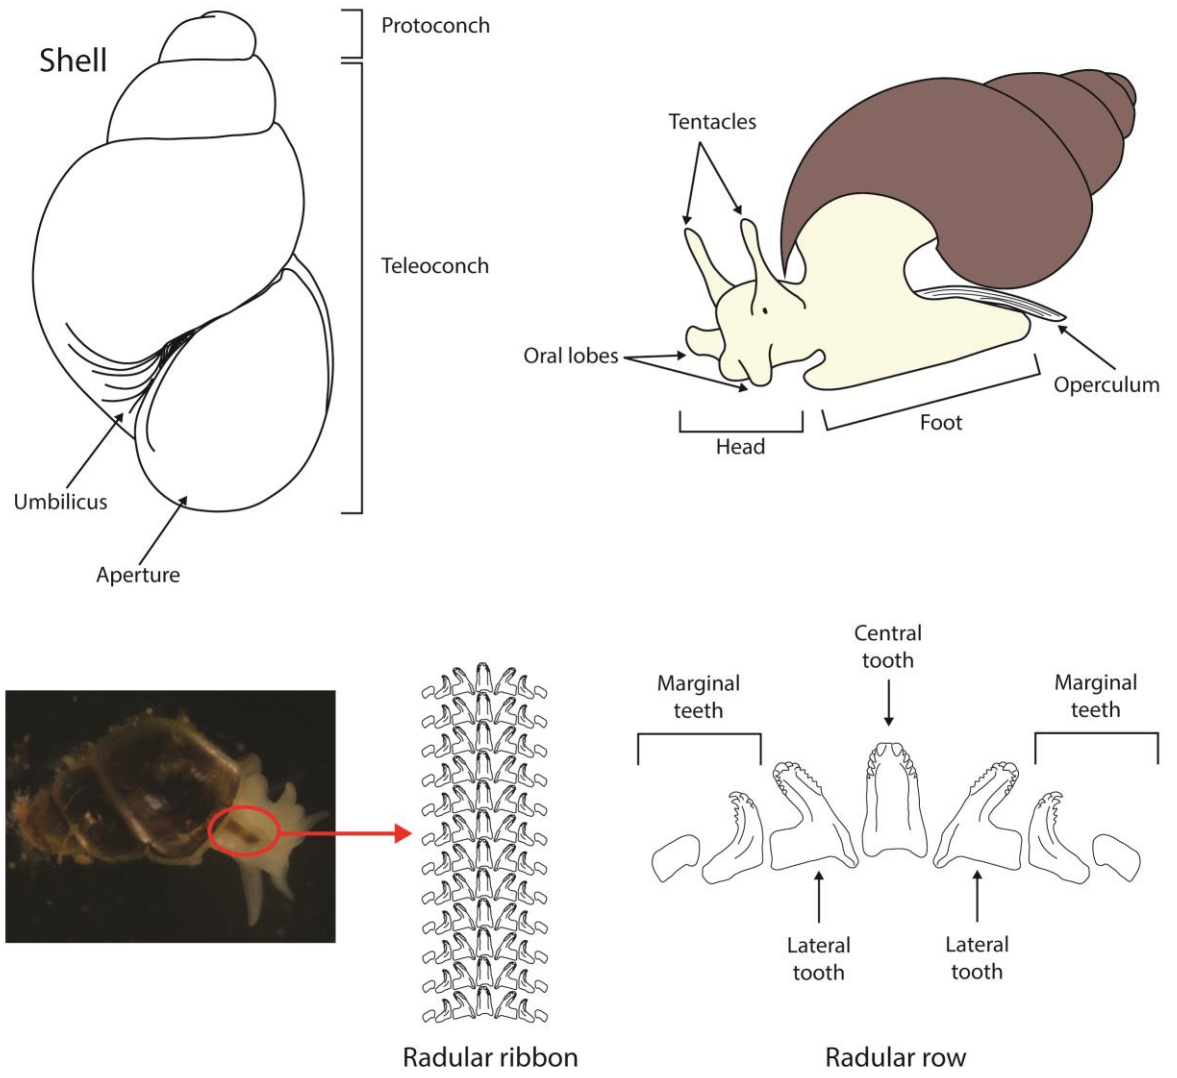 Shell
Protoconch
Teleoconch
Umbilicus
Aperture
Tentacles
Oral lobes
Head
Foot
Operculum
Radular ribbon
Central
tooth
Marginal
teeth
Marginal
teeth
Lateral
tooth
Lateral
tooth
Radular row